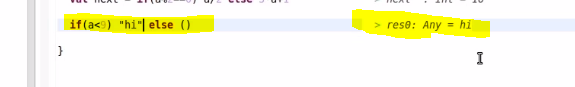 if(a<0) "hi" else () > res0: Any = hi
}